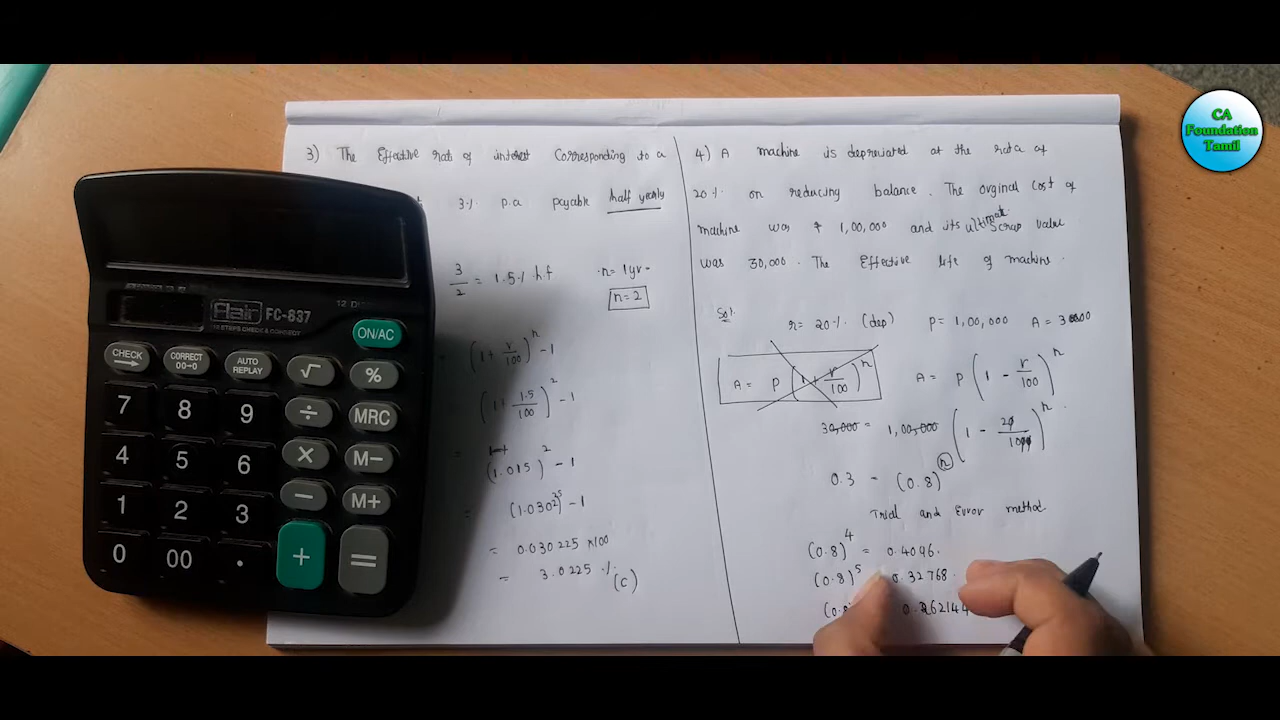 CA
Foundation
Tamil
3) The Effective rate of interest Corresponding to a
3% p.a payable half yearly
3/2 = 1.5% h.f
n= 1yr
n=2
= (1+ r/100)^n -1
(1+ 1.5/100)^2 -1
= (1.015)^2 -1
= (1.030225) -1
= 0.030225 ×100
= 3.0225 %
(c)
4) A machine is depreciated at the rate of
20% on reducing balance. The orginal cost of
machine was ₹ 1,00,000 and its ultimate Scrap value
was 30,000. The Effective life of machine.
Sol.
r= 20% (dep) P= 1,00,000 A= 30000
A = P (1 + r/100)^n
A = P (1 - r/100)^n
30,000 = 1,00,000 (1 - 20/100)^n
0.3 = (0.8)^n
Trial and Error method.
(0.8)^4 = 0.4096.
(0.8)^5 0.32768.
(0.8 0.262144
Flair FC-837
CHECK
CORRECT
00→0
AUTO
REPLAY
√
%
ON/AC
7 8 9 ÷ MRC
4 5 6 × M-
1 2 3 − M+
0 00 . + =